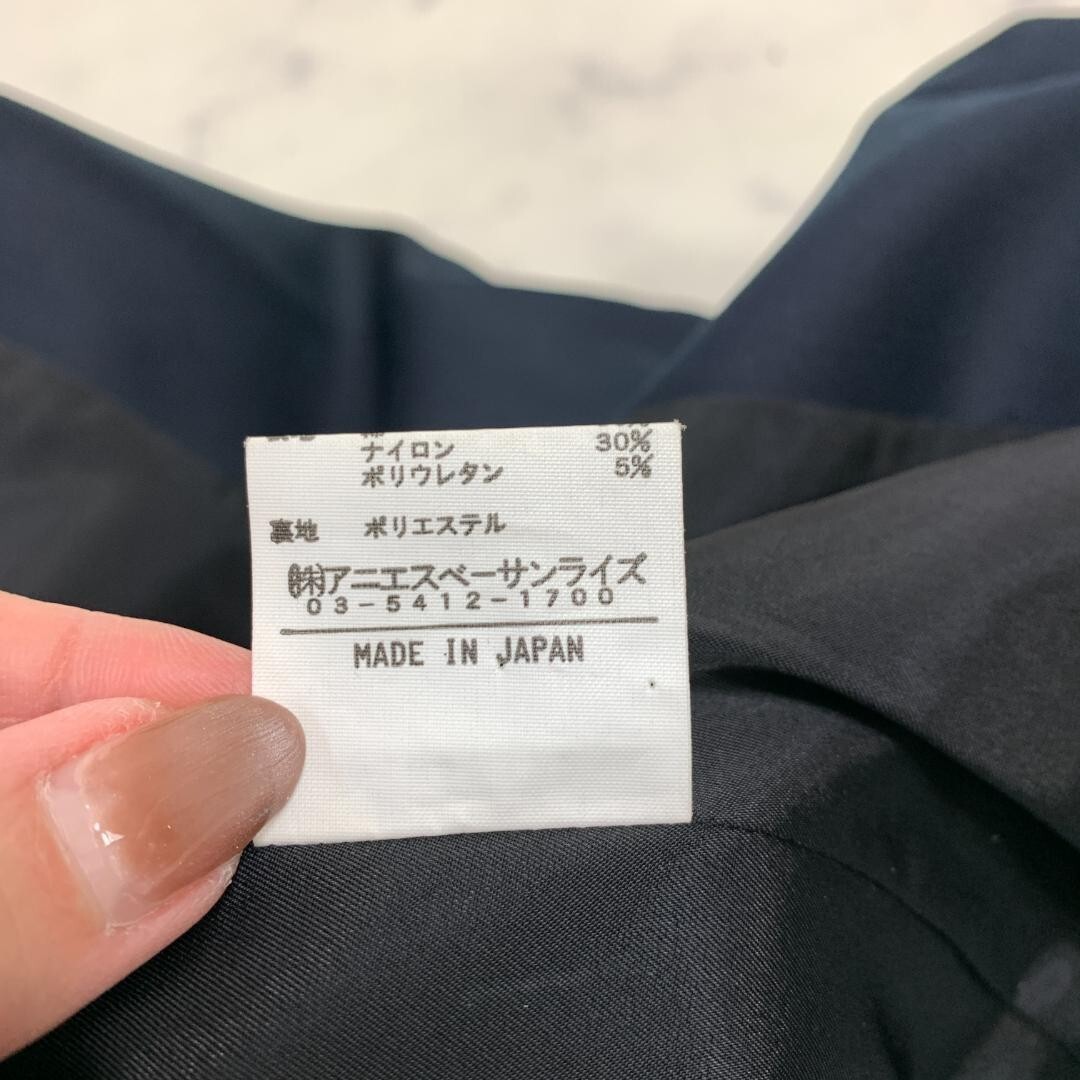 ナイロン 30%
ポリウレタン 5%
裏地 ポリエステル
㈱アニエスベーサンライズ
03-5412-1700
MADE IN JAPAN